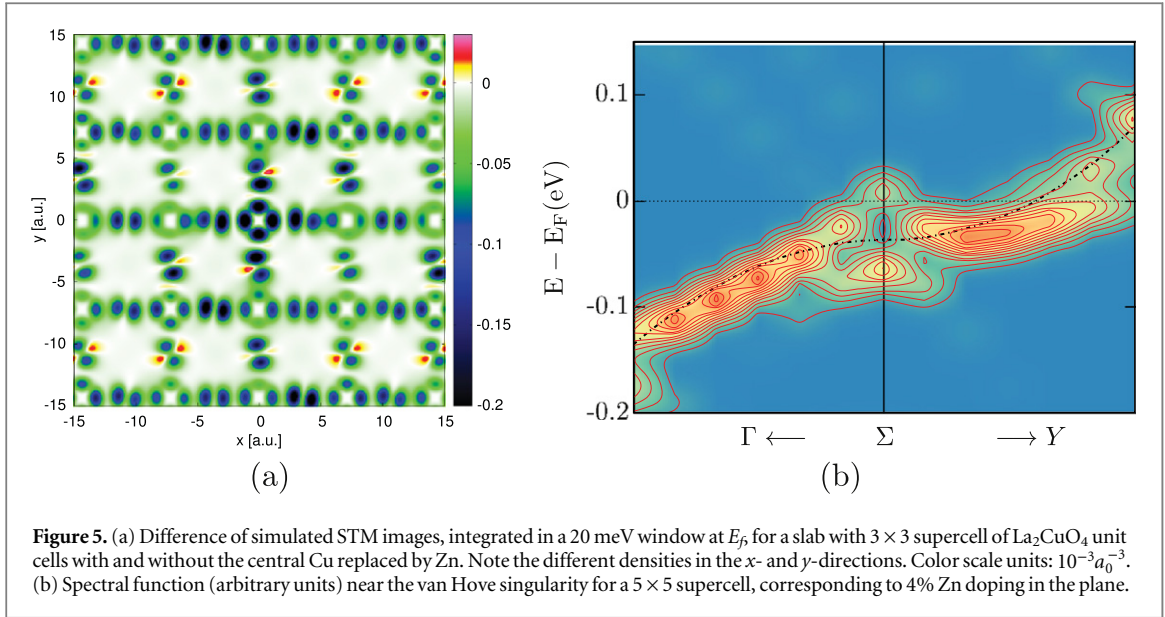 15
10
5
0
-5
-10
-15
y [a.u.]
-15 -10 -5 0 5 10 15
x [a.u.]
0
-0.05
-0.1
-0.15
-0.2
(a)
E − E_F(eV)
0.1
0
-0.1
-0.2
Γ ⟵ Σ ⟶ Y
(b)
Figure 5. (a) Difference of simulated STM images, integrated in a 20 meV window at E_f, for a slab with 3 × 3 supercell of La₂CuO₄ unit
cells with and without the central Cu replaced by Zn. Note the different densities in the x- and y-directions. Color scale units: 10⁻³a₀⁻³.
(b) Spectral function (arbitrary units) near the van Hove singularity for a 5 × 5 supercell, corresponding to 4% Zn doping in the plane.